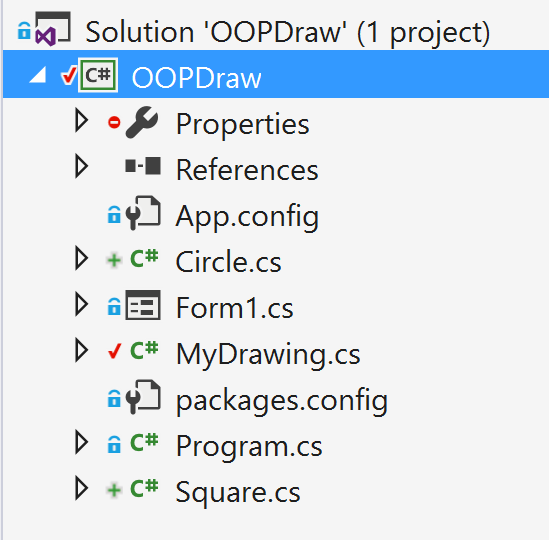 Solution 'OOPDraw' (1 project)
C# OOPDraw
Properties
References
App.config
C# Circle.cs
Form1.cs
C# MyDrawing.cs
packages.config
C# Program.cs
C# Square.cs